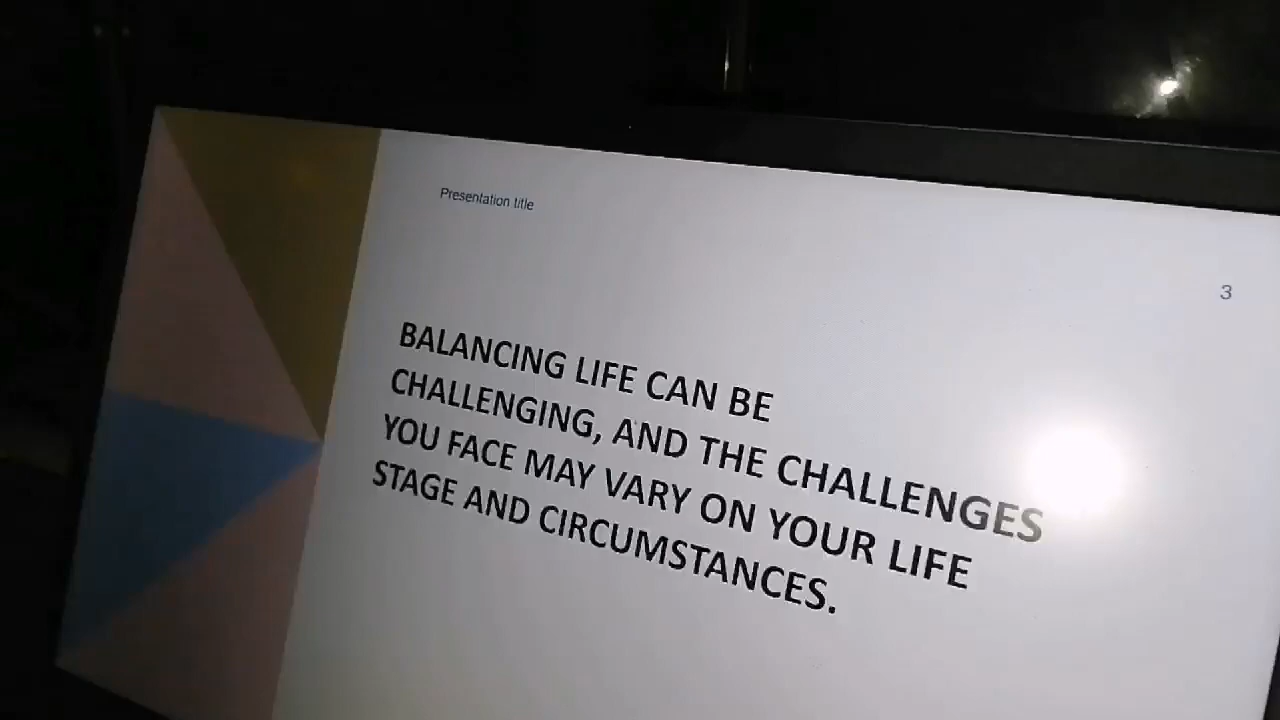 Presentation title
3
BALANCING LIFE CAN BE
CHALLENGING, AND THE CHALLENGES
YOU FACE MAY VARY ON YOUR LIFE
STAGE AND CIRCUMSTANCES.